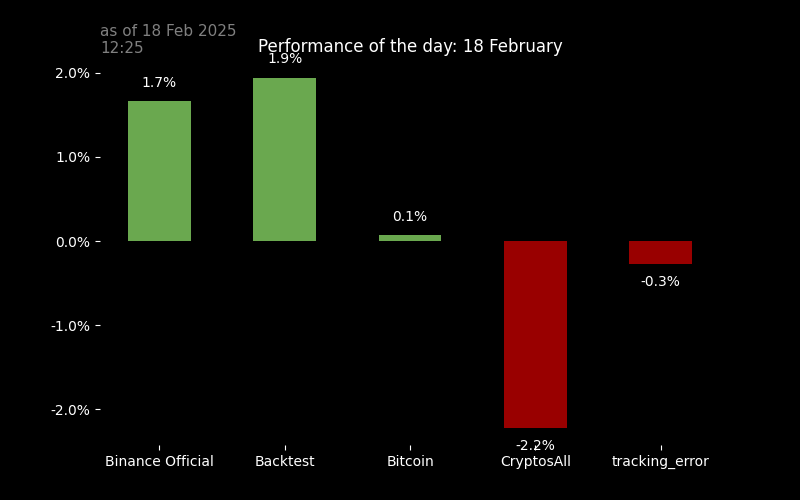 as of 18 Feb 2025
12:25
Performance of the day: 18 February
2.0%
1.0%
0.0%
-1.0%
-2.0%
1.7%
1.9%
0.1%
-2.2%
-0.3%
Binance Official
Backtest
Bitcoin
CryptosAll
tracking_error